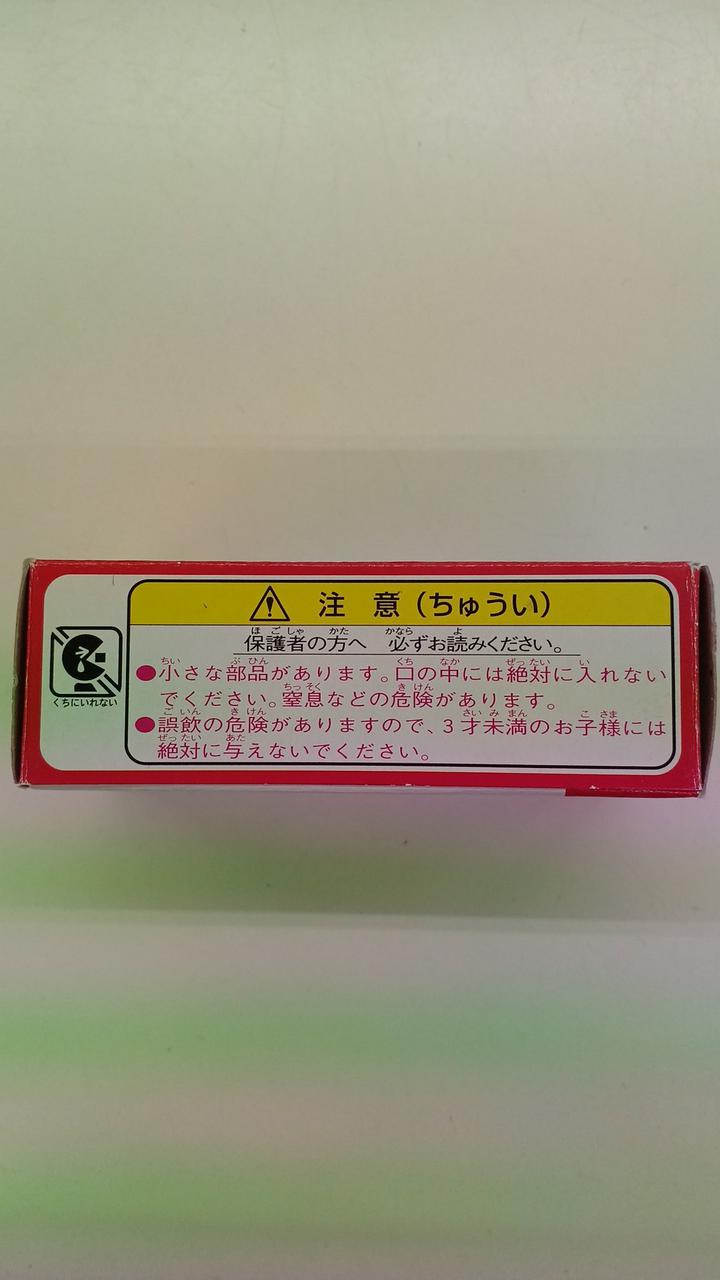 注 意(ちゅうい)
保護者の方へ 必ずお読みください。
●小さな部品があります。口の中には絶対に入れない
でください。窒息などの危険があります。
●誤飲の危険がありますので、3才未満のお子様には
絶対に与えないでください。
くちにいれない